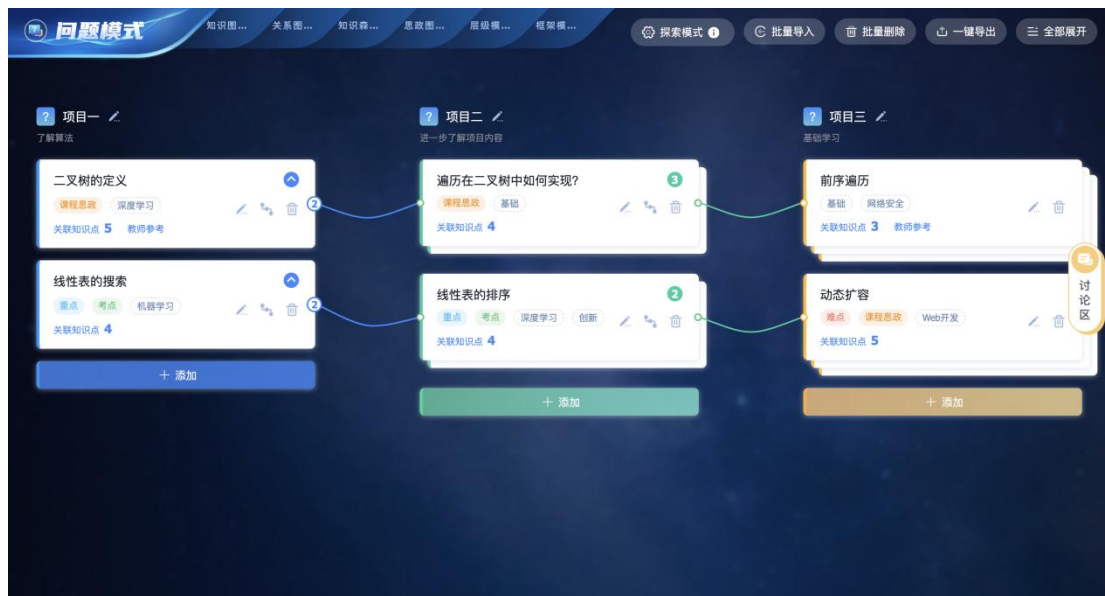 问题模式
知识图...
关系图...
知识森...
思政图...
层级模...
框架模...
探索模式
批量导入
批量删除
一键导出
全部展开
? 项目一
了解算法
二叉树的定义
课程思政 深度学习
关联知识点 5 教师参考
2
线性表的搜索
重点 考点 机器学习
关联知识点 4
2
+ 添加
? 项目二
进一步了解项目内容
遍历在二叉树中如何实现?
3
课程思政 基础
关联知识点 4
线性表的排序
2
重点 考点 深度学习 创新
关联知识点 4
+ 添加
? 项目三
基础学习
前序遍历
基础 网络安全
关联知识点 3 教师参考
动态扩容
难点 课程思政 Web开发
关联知识点 5
+ 添加
讨论区